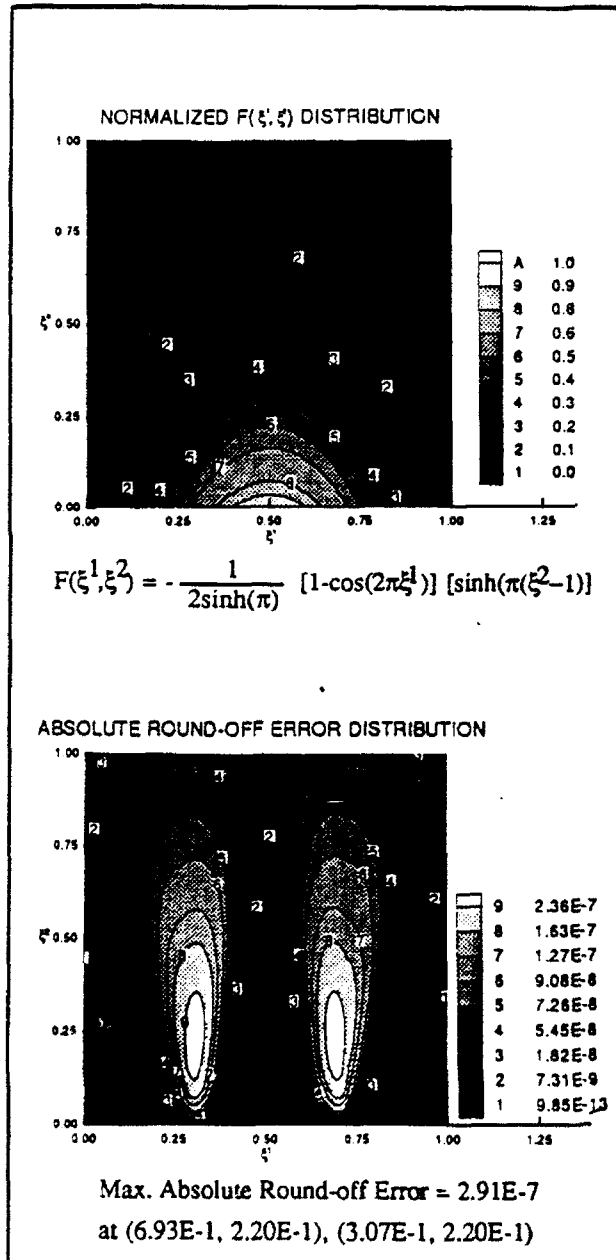 NORMALIZED F(ξ',ξ') DISTRIBUTION
1.00
0.75
0.50
0.25
0.00
ξ'
0.00 0.25 0.50 0.75 1.00 1.25
ξ'
A 1.0
9 0.9
8 0.8
7 0.6
6 0.5
5 0.4
4 0.3
3 0.2
2 0.1
1 0.0
F(ξ¹,ξ²) = - 1 / 2sinh(π) [1-cos(2πξ¹)] [sinh(π(ξ²-1)]
ABSOLUTE ROUND-OFF ERROR DISTRIBUTION
1.00
0.75
0.50
0.25
0.00
0.00 0.25 0.50 0.75 1.00 1.25
ξ'
9 2.36E-7
8 1.63E-7
7 1.27E-7
6 9.08E-8
5 7.26E-8
4 5.45E-8
3 1.82E-8
2 7.31E-9
1 9.85E-13
Max. Absolute Round-off Error = 2.91E-7
at (6.93E-1, 2.20E-1), (3.07E-1, 2.20E-1)